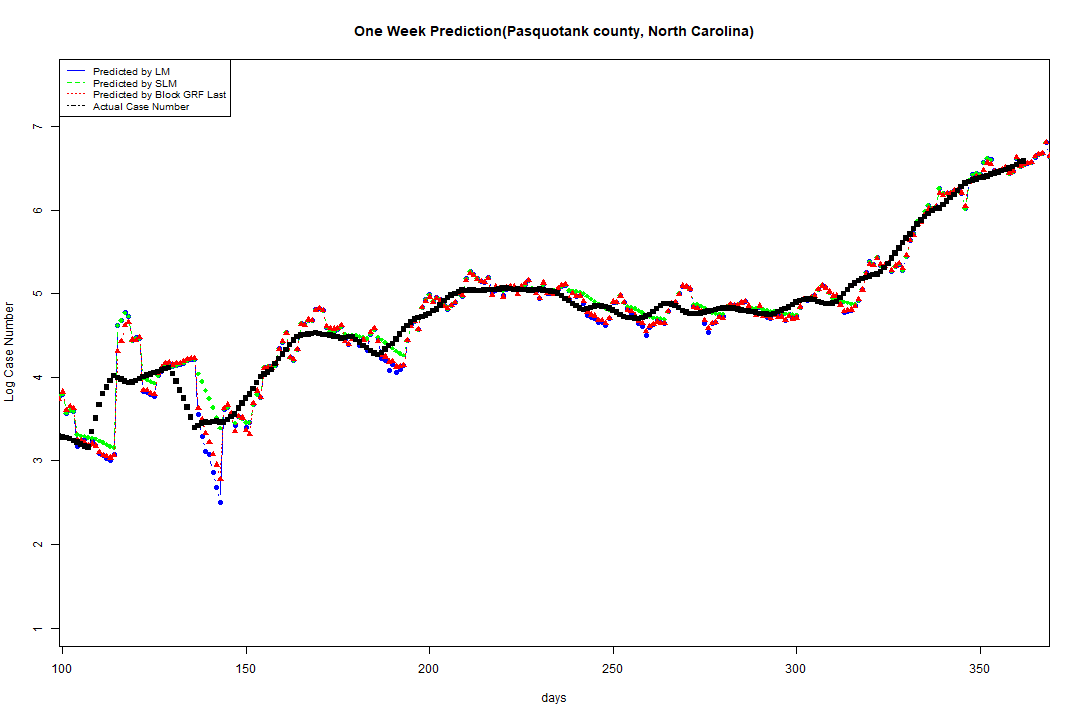 One Week Prediction(Pasquotank county, North Carolina)
Predicted by LM
Predicted by SLM
Predicted by Block GRF Last
Actual Case Number
Log Case Number
7
6
5
4
3
2
1
100 150 200 250 300 350
days